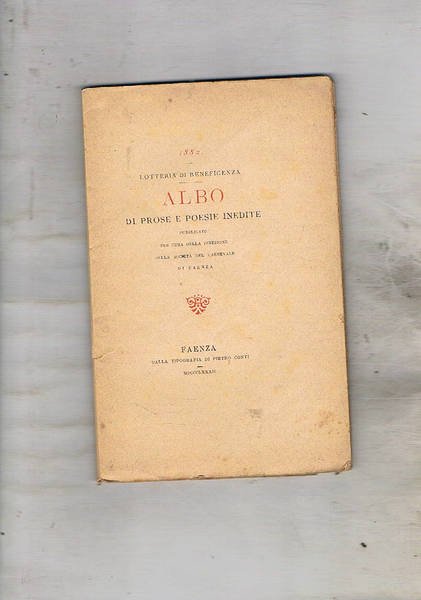 1882.
LOTTERIA DI BENEFICENZA
ALBO
DI PROSE E POESIE INEDITE
PUBBLICATO
PER CURA DELLA DIREZIONE
DELLA SOCIETÀ DEL CARNEVALE
DI FAENZA
FAENZA
DALLA TIPOGRAFIA DI PIETRO CONTI
MDCCCLXXXII